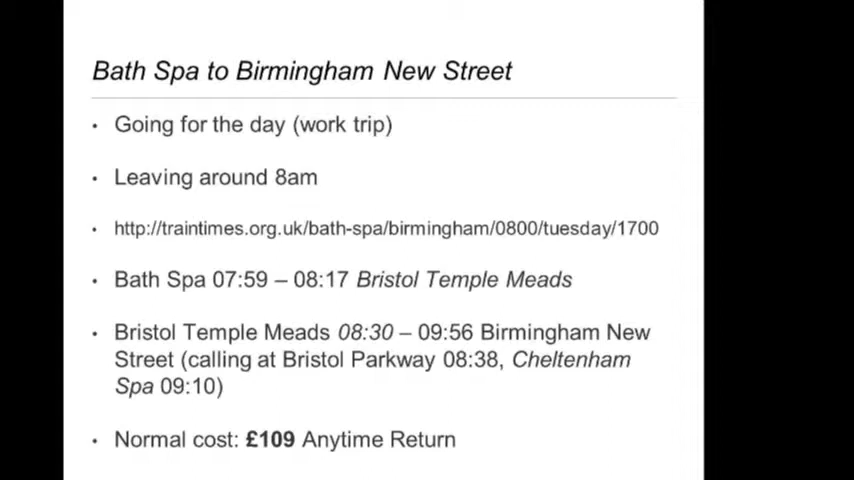 Bath Spa to Birmingham New Street
• Going for the day (work trip)
• Leaving around 8am
• http://traintimes.org.uk/bath-spa/birmingham/0800/tuesday/1700
• Bath Spa 07:59 – 08:17 Bristol Temple Meads
• Bristol Temple Meads 08:30 – 09:56 Birmingham New
Street (calling at Bristol Parkway 08:38, Cheltenham
Spa 09:10)
• Normal cost: £109 Anytime Return